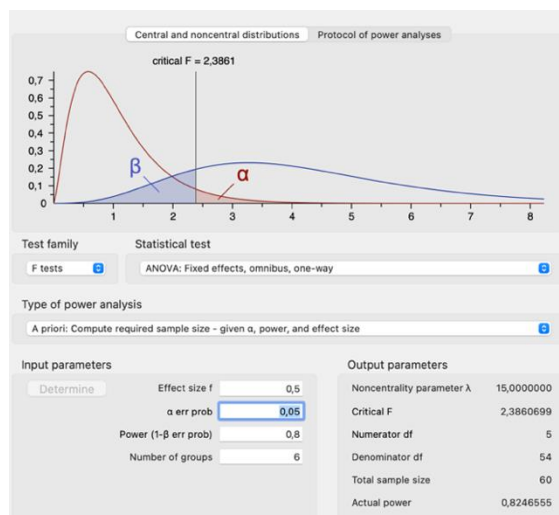 Central and noncentral distributions Protocol of power analyses
critical F = 2,3861
0,7
0,6
0,5
0,4
0,3
0,2
0,1
0
β
α
1 2 3 4 5 6 7 8
Test family Statistical test
F tests ANOVA: Fixed effects, omnibus, one-way
Type of power analysis
A priori: Compute required sample size - given α, power, and effect size
Input parameters Output parameters
Determine Effect size f 0,5 Noncentrality parameter λ 15,0000000
α err prob 0,05 Critical F 2,3860699
Power (1-β err prob) 0,8 Numerator df 5
Number of groups 6 Denominator df 54
Total sample size 60
Actual power 0,8246555